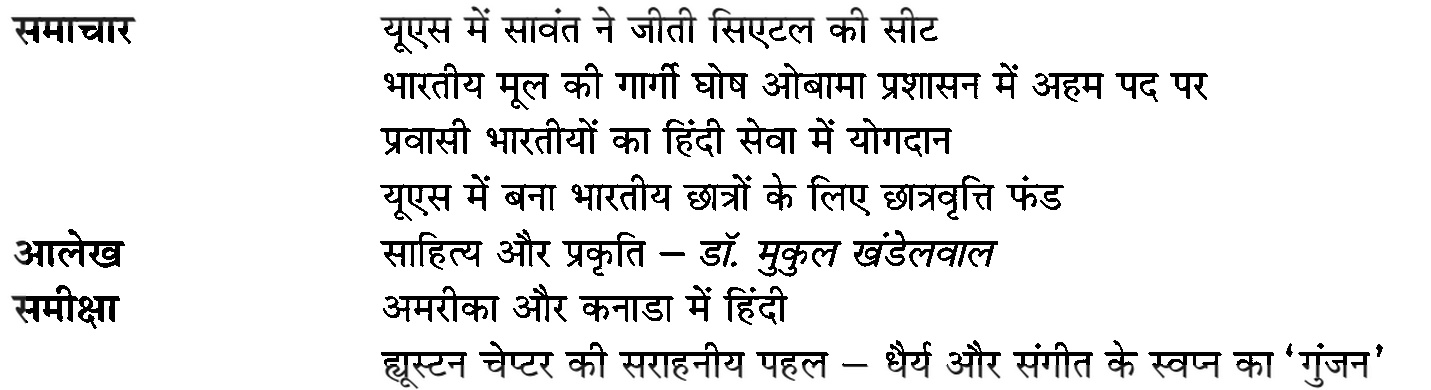 समाचार यूएस में सावंत ने जीती सिएटल की सीट
भारतीय मूल की गार्गी घोष ओबामा प्रशासन में अहम पद पर
प्रवासी भारतीयों का हिंदी सेवा में योगदान
यूएस में बना भारतीय छात्रों के लिए छात्रवृत्ति फंड
आलेख साहित्य और प्रकृति – डॉ. मुकुल खंडेलवाल
समीक्षा अमरीका और कनाडा में हिंदी
ह्यूस्टन चेप्टर की सराहनीय पहल – धैर्य और संगीत के स्वप्न का ‘गुंजन’